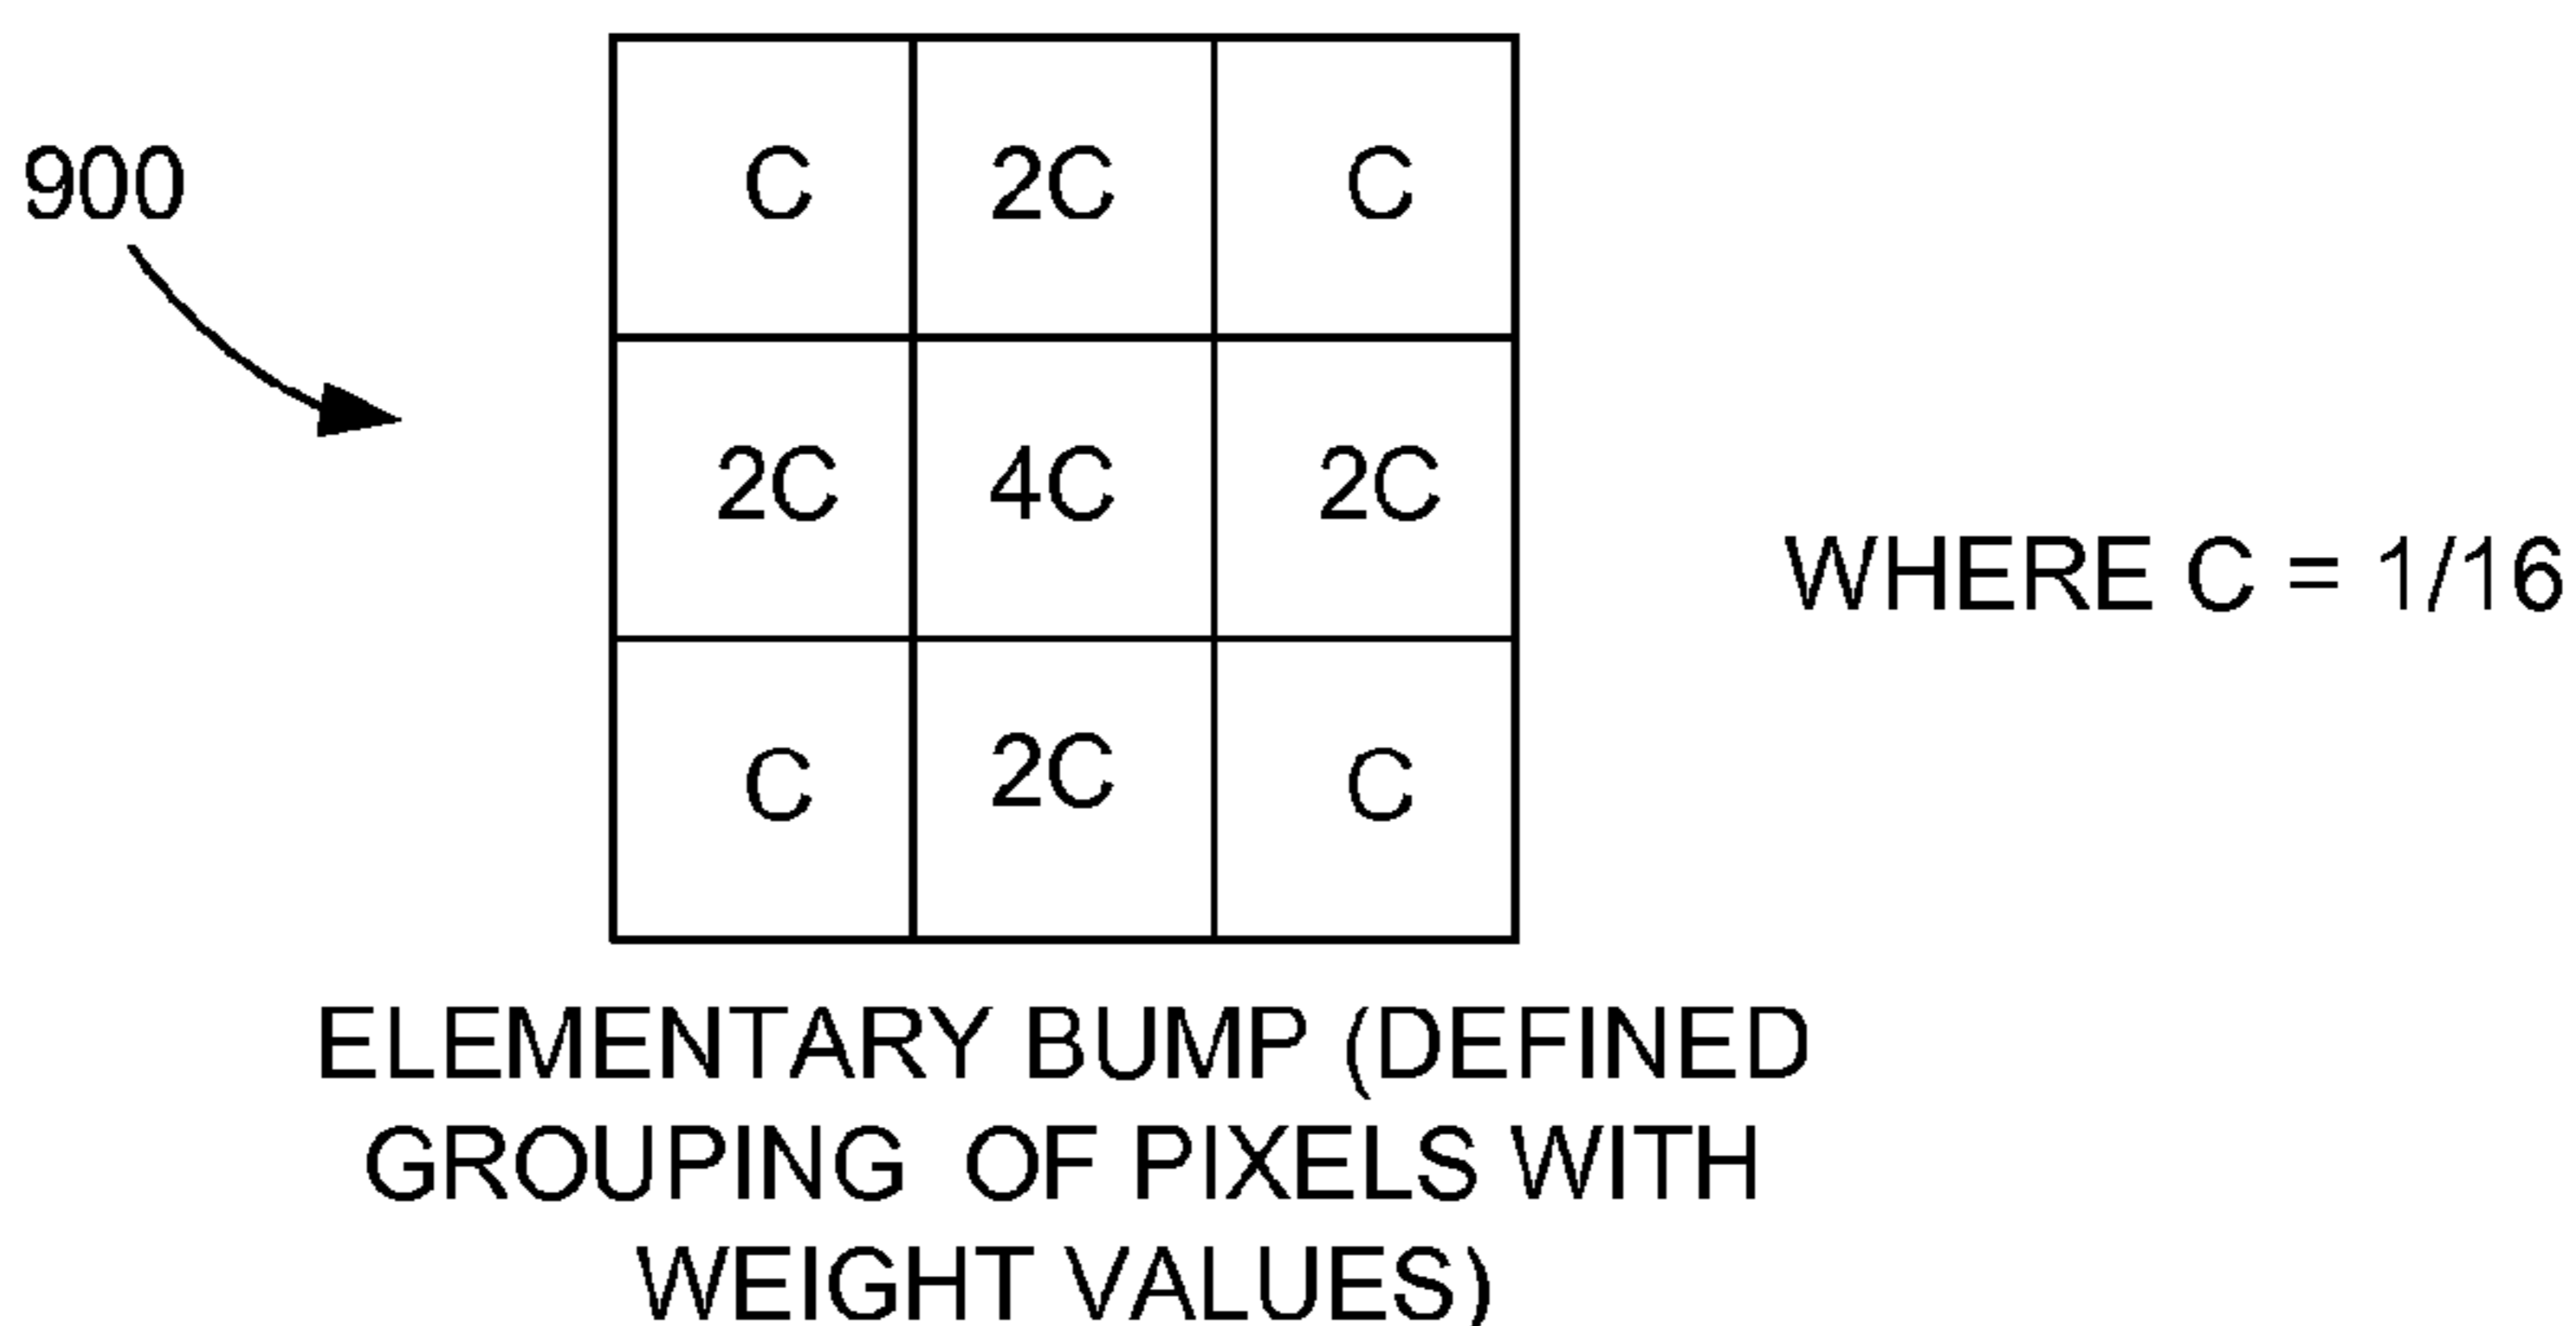 900
C 2C C
2C 4C 2C
WHERE C = 1/16
C 2C C
ELEMENTARY BUMP (DEFINED
GROUPING OF PIXELS WITH
WEIGHT VALUES)